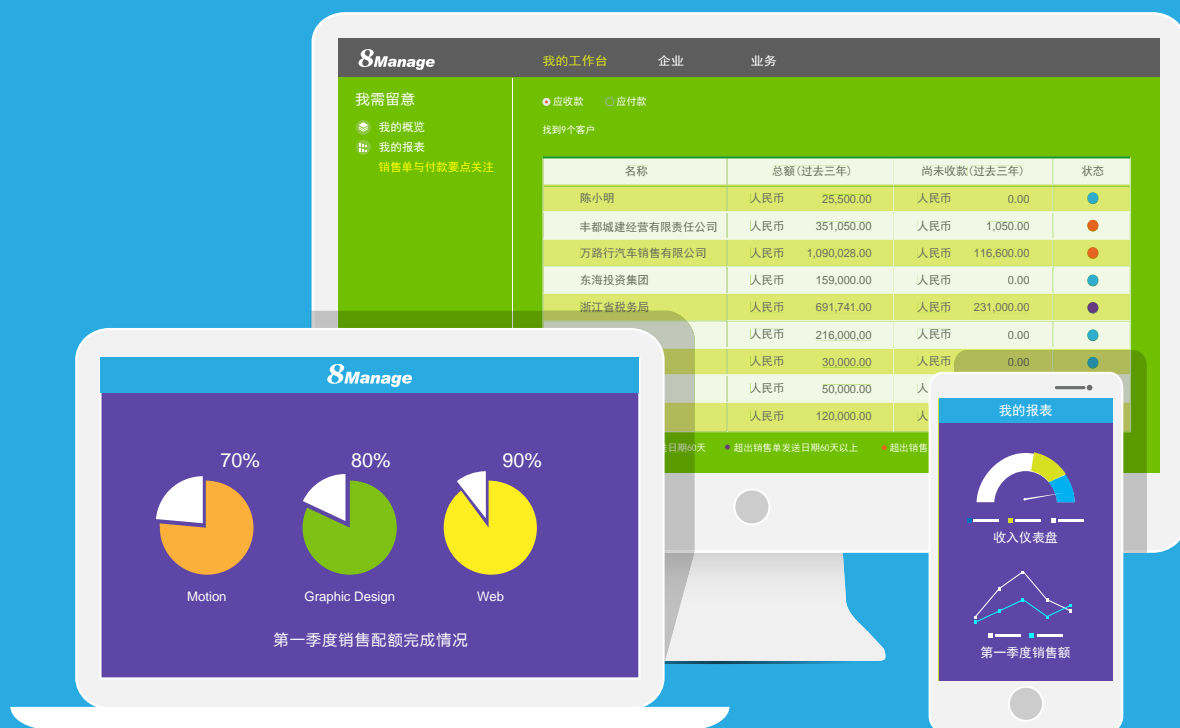 8Manage 我的工作台 企业 业务
我需留意
我的概览
我的报表
销售单与付款要点关注
应收款 应付款
找到9个客户
名称 总额(过去三年) 尚未收款(过去三年) 状态
陈小明 人民币 25,500.00 人民币 0.00
丰都城建经营有限责任公司 人民币 351,050.00 人民币 1,050.00
万路行汽车销售有限公司 人民币 1,090,028.00 人民币 116,600.00
东海投资集团 人民币 159,000.00 人民币 0.00
浙江省税务局 人民币 691,741.00 人民币 231,000.00
人民币 216,000,00 人民币 0.00
人民币 30,000,00 人民币 0.00
人民币 50,000.00 人
人民币 120,000.00 人
送日期60天 超出销售单发送日期60天以上 超出销售
8Manage
70% 80% 90%
Motion Graphic Design Web
第一季度销售配额完成情况
我的报表
收入仪表盘
第一季度销售额